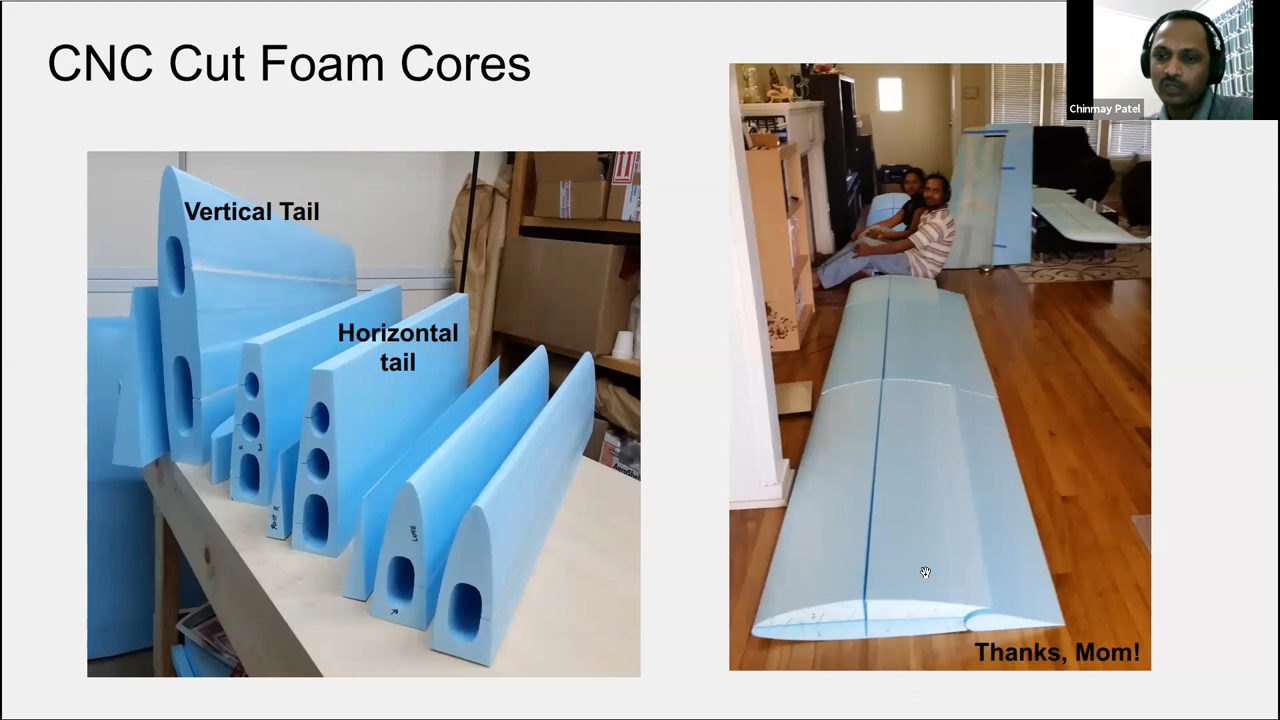 CNC Cut Foam Cores
Chinmay Patel
Vertical Tail
Horizontal
tail
Thanks, Mom!